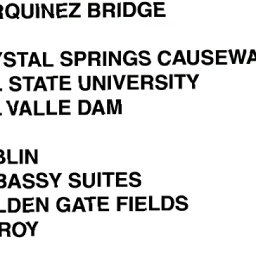 RQUINEZ BRIDGE
YSTAL SPRINGS CAUSEWA
. STATE UNIVERSITY
. VALLE DAM
BLIN
BASSY SUITES
LDEN GATE FIELDS
ROY